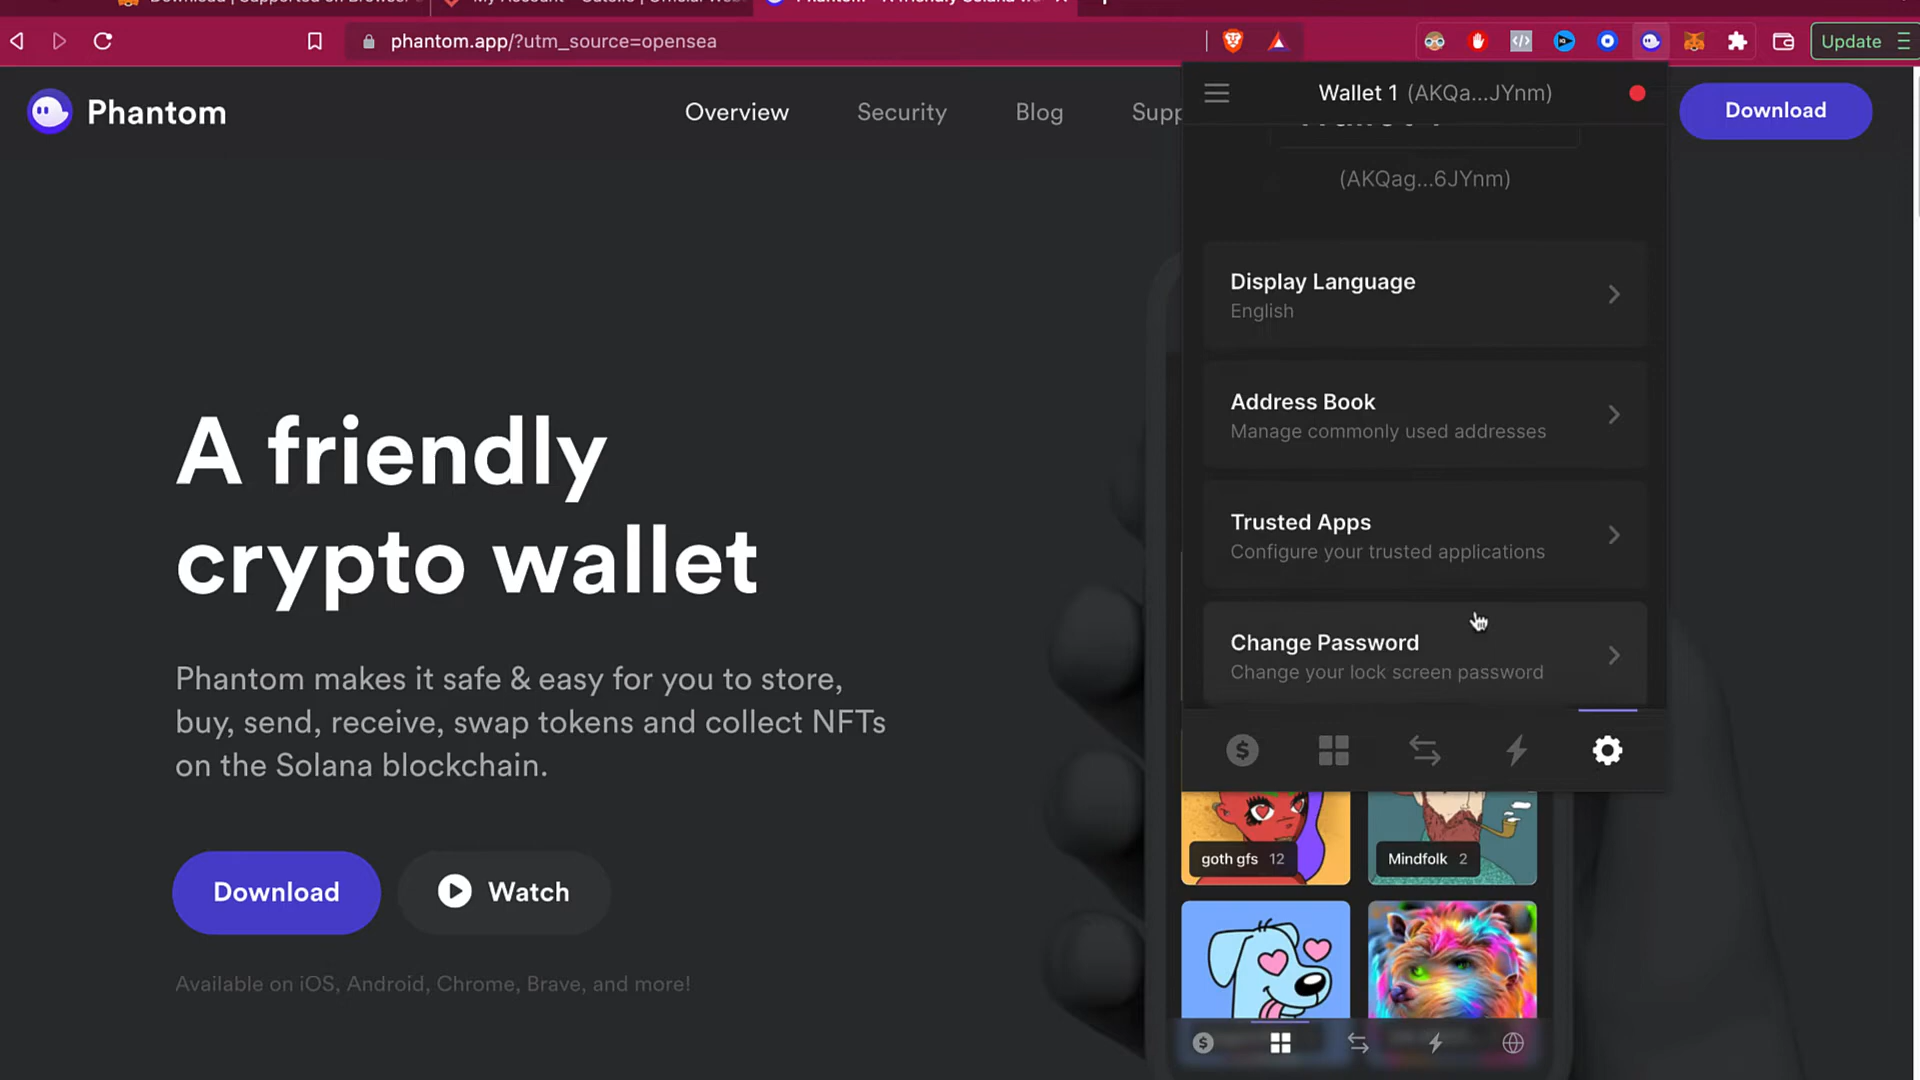 phantom.app/?utm_source=opensea
Update
Phantom
Overview
Security
Blog
Wallet 1 (AKQa...JYnm)
Download
(AKQag...6JYnm)
Display Language
English
Address Book
Manage commonly used addresses
Trusted Apps
Configure your trusted applications
Change Password
Change your lock screen password
A friendly
crypto wallet
Phantom makes it safe & easy for you to store,
buy, send, receive, swap tokens and collect NFTs
on the Solana blockchain.
Download
Watch
Available on iOS, Android, Chrome, Brave, and more!
goth gfs 12
Mindfolk 2